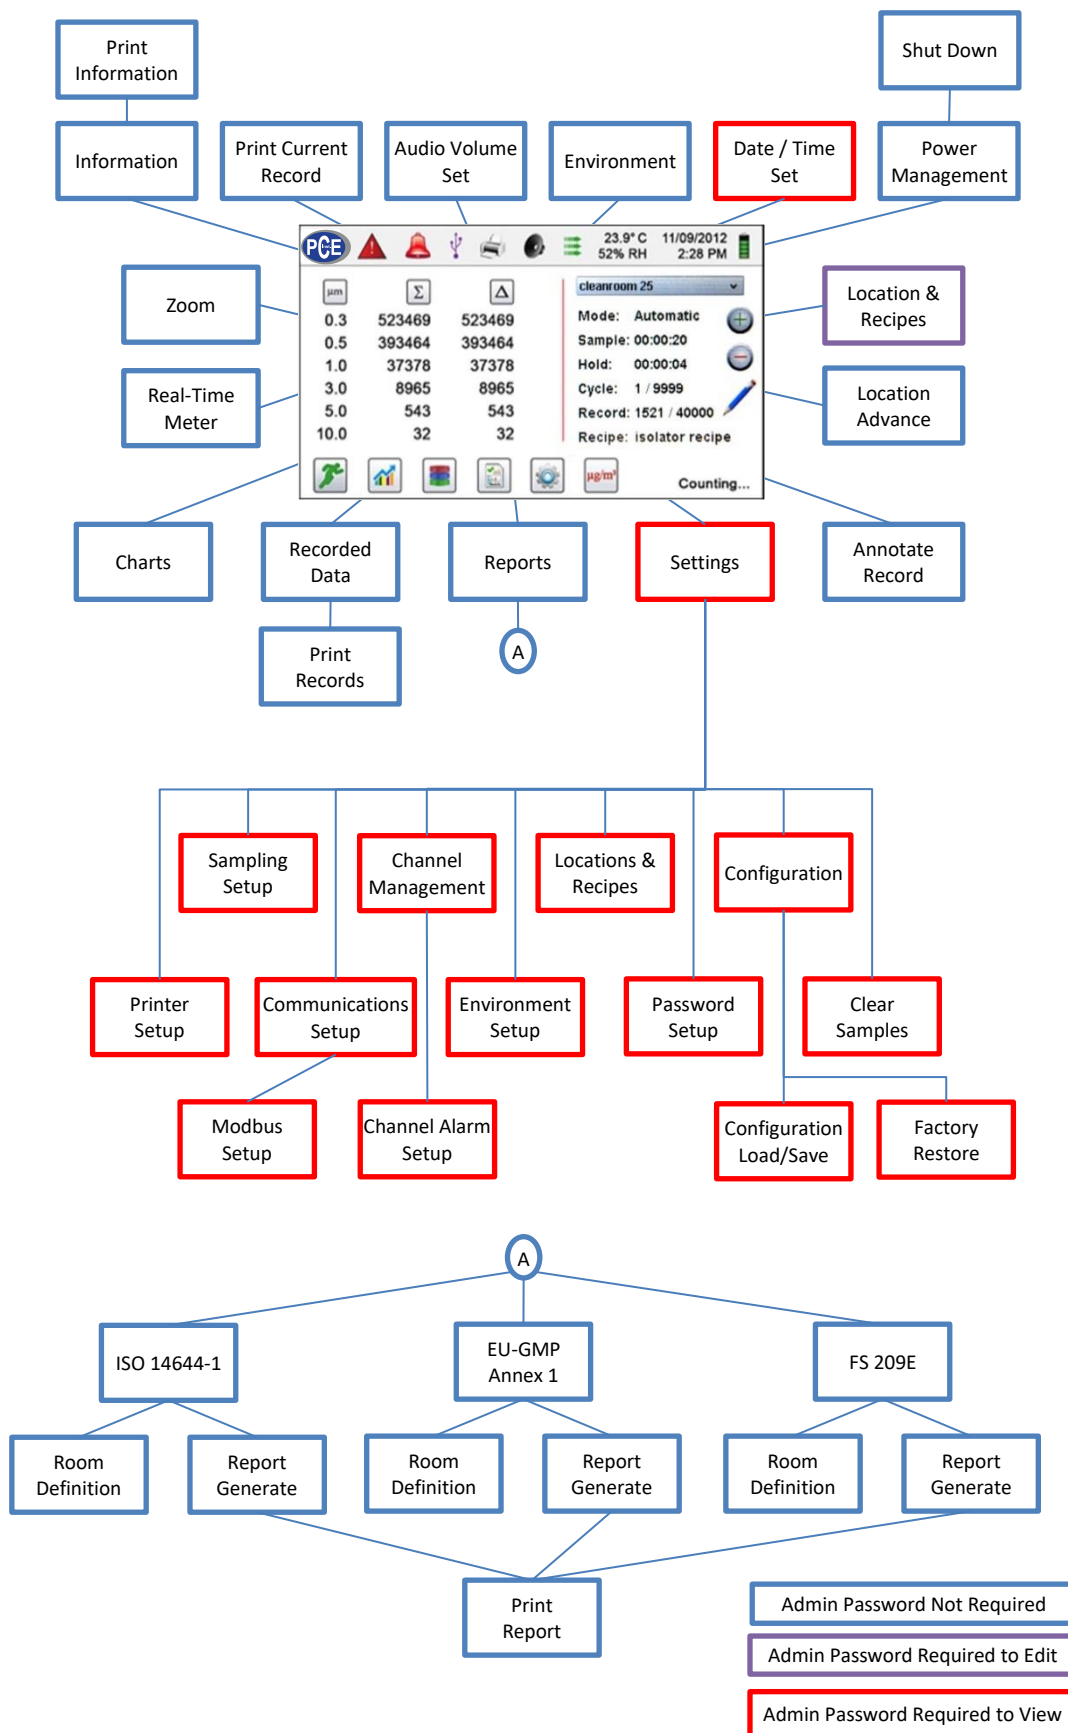 Print
Information
Shut Down
Information
Print Current
Record
Audio Volume
Set
Environment
Date / Time
Set
Power
Management
PCE
23.9° C
52% RH
11/09/2012
2:28 PM
Zoom
Real-Time
Meter
µm Σ Δ
0.3 523469 523469
0.5 393464 393464
1.0 37378 37378
3.0 8965 8965
5.0 543 543
10.0 32 32
cleanroom 25
Mode: Automatic
Sample: 00:00:20
Hold: 00:00:04
Cycle: 1 / 9999
Record: 1521 / 40000
Recipe: isolator recipe
µg/m³
Counting...
Location &
Recipes
Location
Advance
Charts
Recorded
Data
Reports
Settings
Annotate
Record
Print
Records
A
Sampling
Setup
Channel
Management
Locations &
Recipes
Configuration
Printer
Setup
Communications
Setup
Environment
Setup
Password
Setup
Clear
Samples
Modbus
Setup
Channel Alarm
Setup
Configuration
Load/Save
Factory
Restore
A
ISO 14644-1
EU-GMP
Annex 1
FS 209E
Room
Definition
Report
Generate
Room
Definition
Report
Generate
Room
Definition
Report
Generate
Print
Report
Admin Password Not Required
Admin Password Required to Edit
Admin Password Required to View